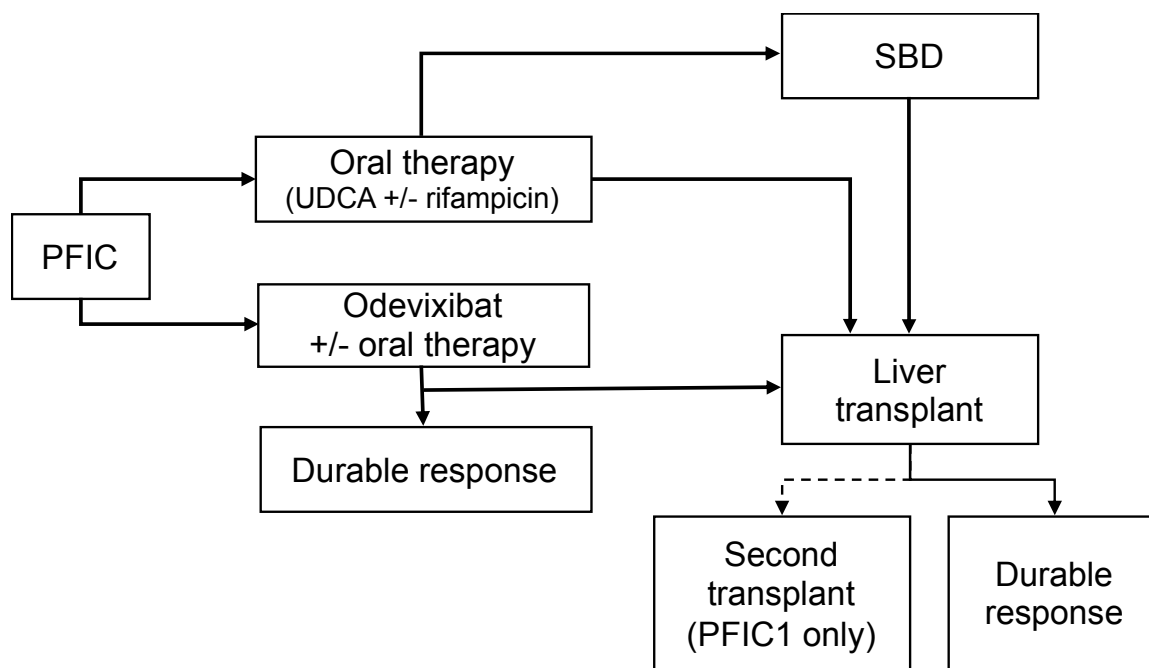 SBD
Oral therapy
(UDCA +/- rifampicin)
PFIC
Odevixibat
+/- oral therapy
Liver
transplant
Durable response
Second
transplant
(PFIC1 only)
Durable
response